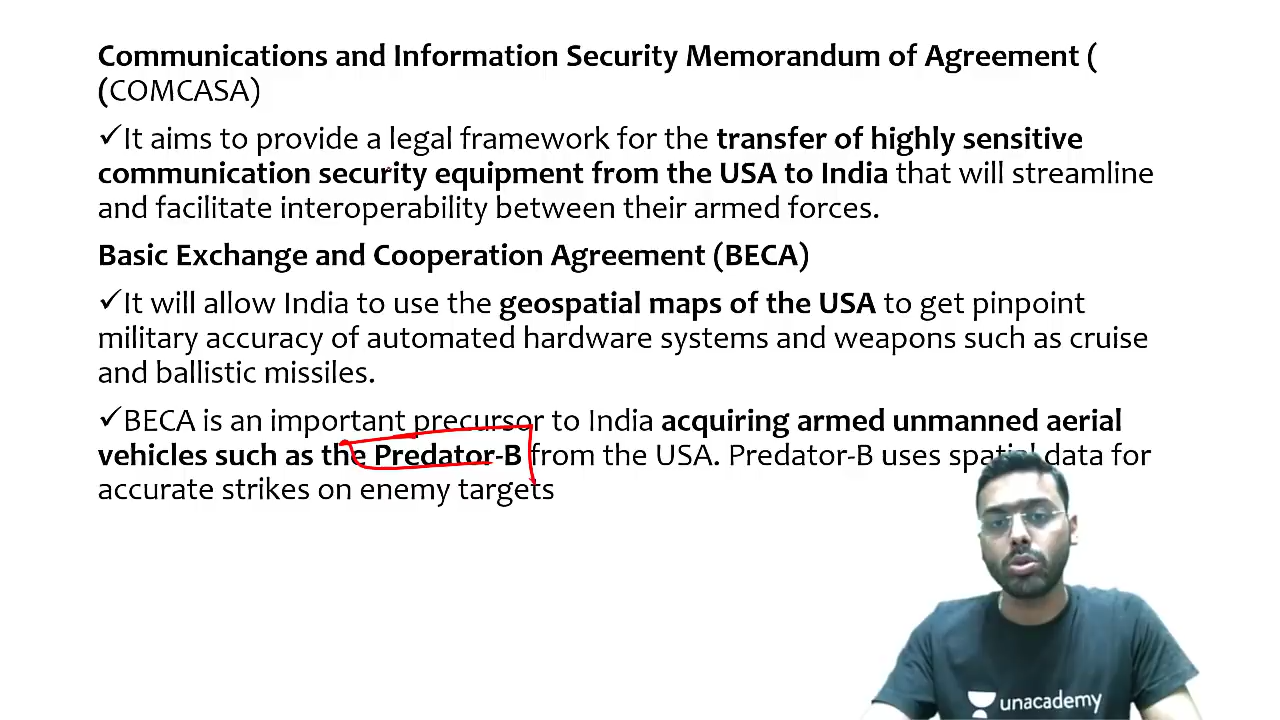 Communications and Information Security Memorandum of Agreement (
(COMCASA)
✓It aims to provide a legal framework for the transfer of highly sensitive
communication security equipment from the USA to India that will streamline
and facilitate interoperability between their armed forces.
Basic Exchange and Cooperation Agreement (BECA)
✓It will allow India to use the geospatial maps of the USA to get pinpoint
military accuracy of automated hardware systems and weapons such as cruise
and ballistic missiles.
✓BECA is an important precursor to India acquiring armed unmanned aerial
vehicles such as the Predator-B from the USA. Predator-B uses spatial data for
accurate strikes on enemy targets
unacademy